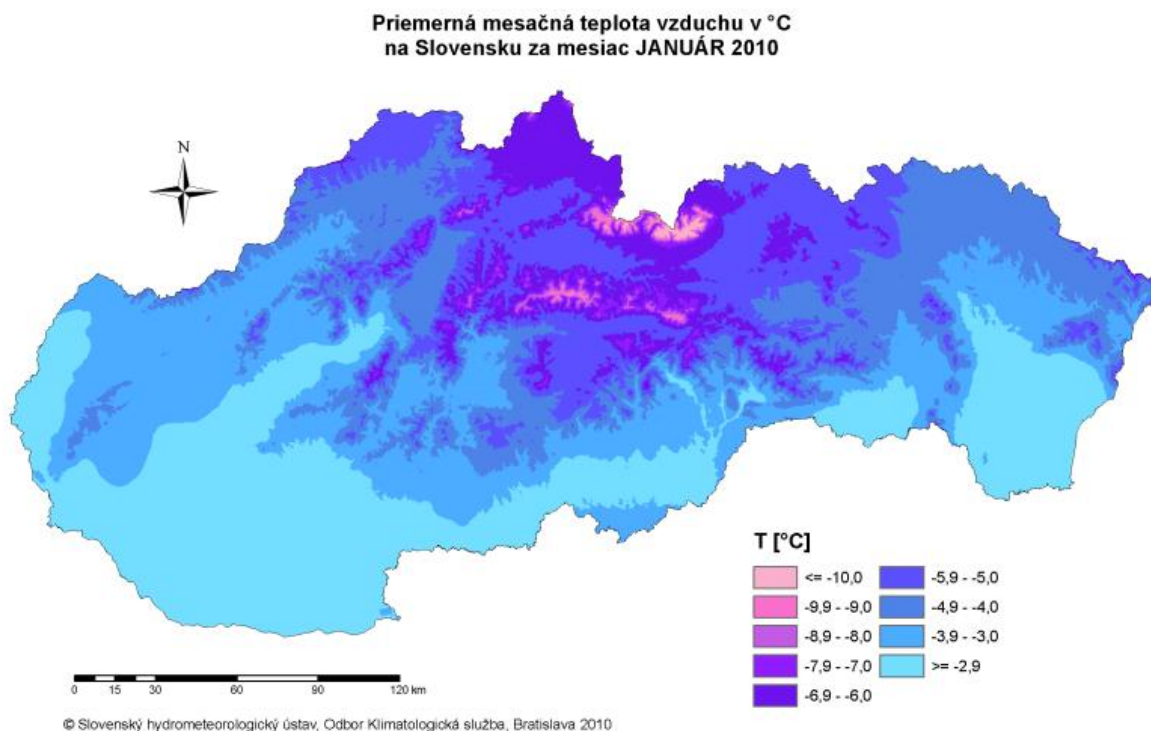 Priemerná mesačná teplota vzduchu v °C
na Slovensku za mesiac JANUÁR 2010
N
T [°C]
<= -10,0
-9,9 - -9,0
-8,9 - -8,0
-7,9 - -7,0
-6,9 - -6,0
-5,9 - -5,0
-4,9 - -4,0
-3,9 - -3,0
>= -2,9
0 15 30 60 90 120 km
© Slovenský hydrometeorologický ústav, Odbor Klimatologická služba, Bratislava 2010